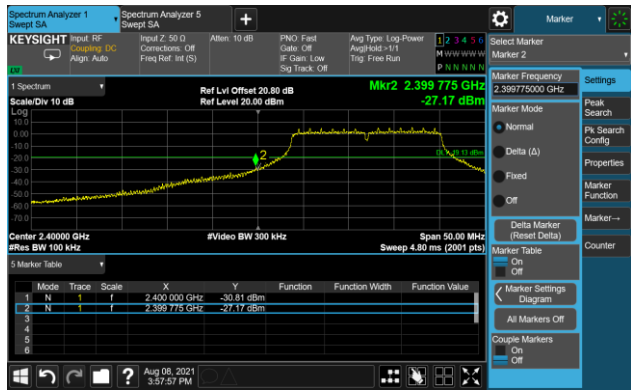 Spectrum Analyzer 1
Swept SA
Spectrum Analyzer 5
Swept SA
+
Marker
KEYSIGHT
Input: RF
Coupling: DC
Align: Auto
Input Z: 50 Ω
Corrections: Off
Freq Ref: Int (S)
Atten: 10 dB
PNO: Fast
Gate: Off
IF Gain: Low
Sig Track: Off
Avg Type: Log-Power
Avg|Hold:>1/1
Trig: Free Run
1 2 3 4 5 6
M W W W W W
P N N N N N
Select Marker
Marker 2
1 Spectrum
Scale/Div 10 dB
Ref Lvl Offset 20.80 dB
Ref Level 20.00 dBm
Mkr2 2.399 775 GHz
-27.17 dBm
Log
10.0
0.00
-10.0
-20.0
-30.0
-40.0
-50.0
-60.0
-70.0
2
Center 2.40000 GHz
#Res BW 100 kHz
#Video BW 300 kHz
Span 50.00 MHz
Sweep 4.80 ms (2001 pts)
5 Marker Table
Mode Trace Scale X Y Function Function Width Function Value
1 N 1 f 2.400 000 GHz -30.81 dBm
2 N 1 f 2.399 775 GHz -27.17 dBm
3
4
5
6
Marker Frequency
2.399775000 GHz
Marker Mode
Normal
Delta (Δ)
Fixed
Off
Delta Marker
(Reset Delta)
Marker Table
On
Off
Marker Settings
Diagram
All Markers Off
Couple Markers
On
Off
Settings
Peak
Search
Pk Search
Config
Properties
Marker
Function
Marker→
Counter
?
Aug 08, 2021
3:57:57 PM